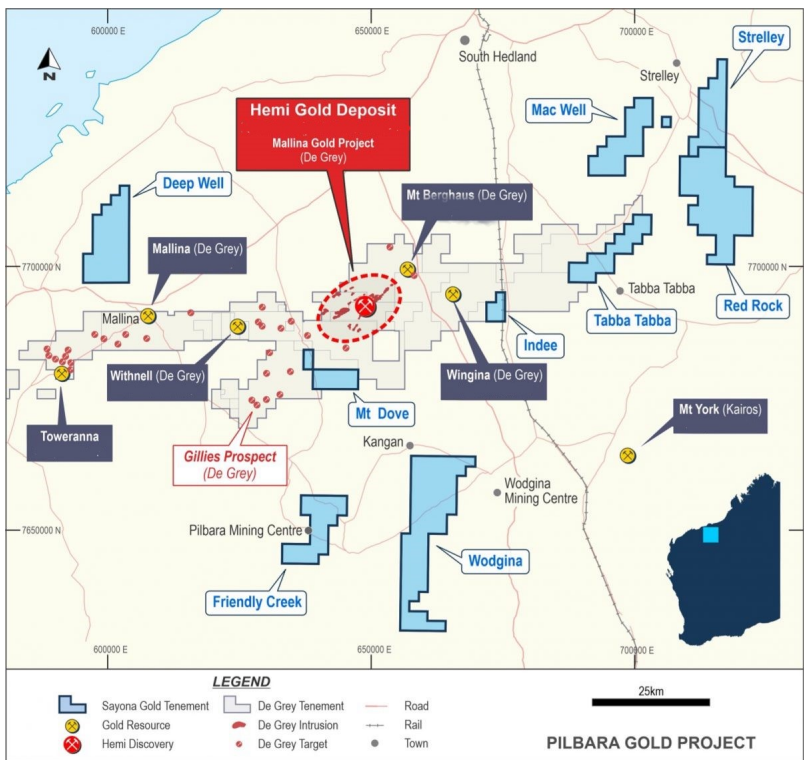 600000 E
650000 E
700000 E
N
South Hedland
Strelley
Strelley
Mac Well
Hemi Gold Deposit
Mallina Gold Project
(De Grey)
Deep Well
Mt Berghaus (De Grey)
Mallina (De Grey)
7700000 N
7700000 N
Tabba Tabba
Mallina
Red Rock
Tabba Tabba
Indee
Withnell (De Grey)
Wingina (De Grey)
Mt Dove
Mt York (Kairos)
Toweranna
Kangan
Gillies Prospect
(De Grey)
Wodgina
Mining Centre
7650000 N
Pilbara Mining Centre
Wodgina
Friendly Creek
600000 E
650000 E
700000 E
LEGEND
Sayona Gold Tenement
De Grey Tenement
Road
25km
Gold Resource
De Grey Intrusion
Rail
Hemi Discovery
De Grey Target
Town
PILBARA GOLD PROJECT